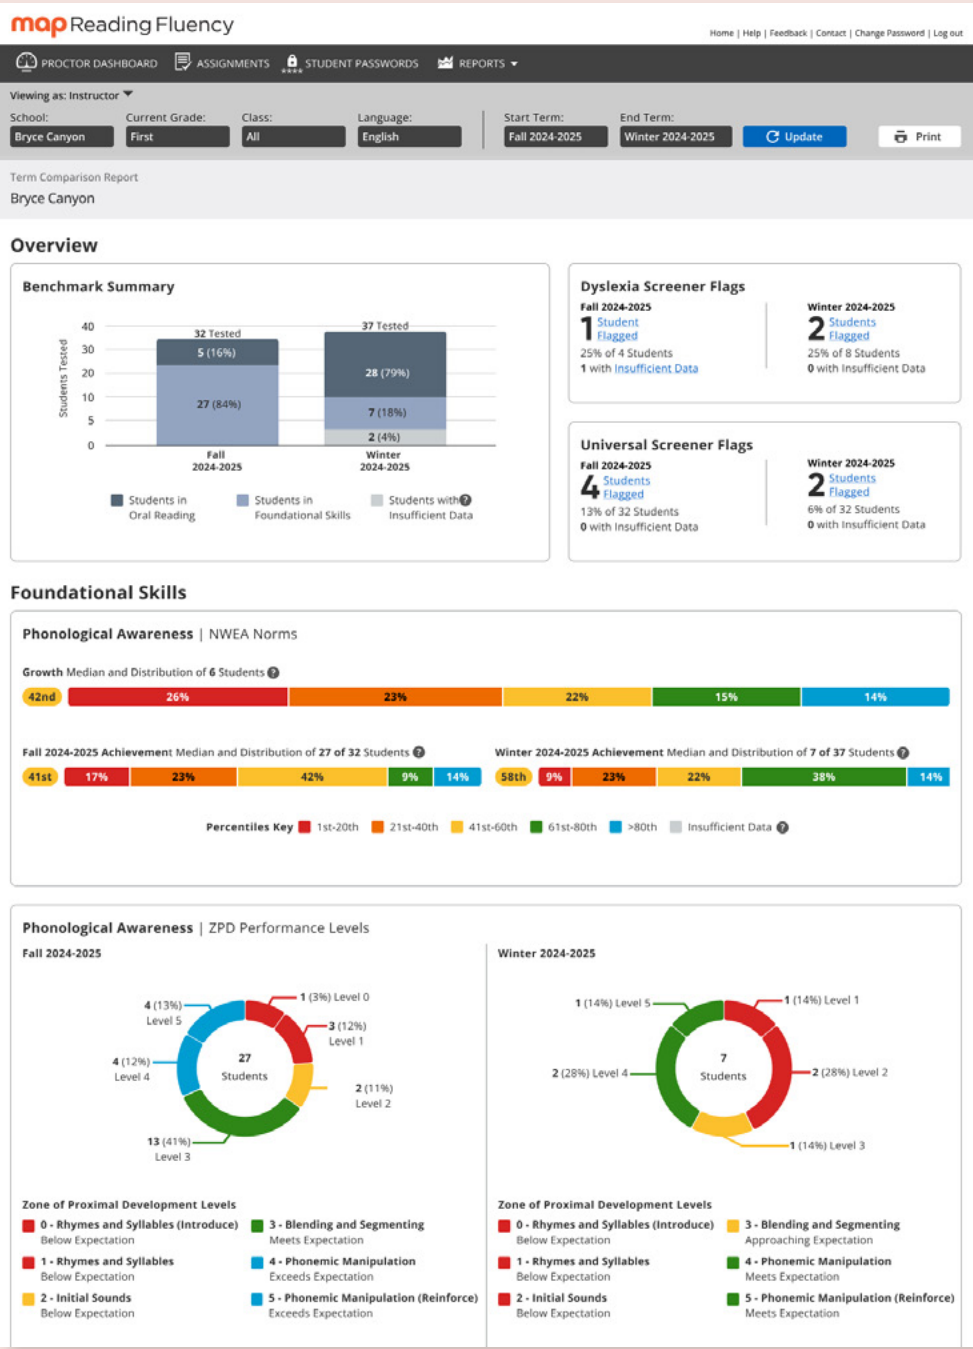 map Reading Fluency
Home | Help | Feedback | Contact | Change Password | Log out
PROCTOR DASHBOARD ASSIGNMENTS STUDENT PASSWORDS REPORTS
Viewing as: Instructor
School: Current Grade: Class: Language: Start Term: End Term:
Bryce Canyon First All English Fall 2024-2025 Winter 2024-2025 Update Print
Term Comparison Report
Bryce Canyon
Overview
Benchmark Summary
40
30
20
10
5
0
Students Tested
32 Tested
5 (16%)
27 (84%)
Fall
2024-2025
37 Tested
28 (79%)
7 (18%)
2 (4%)
Winter
2024-2025
Students in
Oral Reading
Students in
Foundational Skills
Students with ?
Insufficient Data
Dyslexia Screener Flags
Fall 2024-2025
1 Student
Flagged
25% of 4 Students
1 with Insufficient Data
Winter 2024-2025
2 Students
Flagged
25% of 8 Students
0 with Insufficient Data
Universal Screener Flags
Fall 2024-2025
4 Students
Flagged
13% of 32 Students
0 with Insufficient Data
Winter 2024-2025
2 Students
Flagged
6% of 32 Students
0 with Insufficient Data
Foundational Skills
Phonological Awareness | NWEA Norms
Growth Median and Distribution of 6 Students ?
42nd 26% 23% 22% 15% 14%
Fall 2024-2025 Achievement Median and Distribution of 27 of 32 Students ?
41st 17% 23% 42% 9% 14%
Winter 2024-2025 Achievement Median and Distribution of 7 of 37 Students ?
58th 9% 23% 22% 38% 14%
Percentiles Key 1st-20th 21st-40th 41st-60th 61st-80th >80th Insufficient Data ?
Phonological Awareness | ZPD Performance Levels
Fall 2024-2025
1 (3%) Level 0
3 (12%)
Level 1
2 (11%)
Level 2
13 (41%)
Level 3
4 (12%)
Level 4
4 (13%)
Level 5
27
Students
Zone of Proximal Development Levels
0 - Rhymes and Syllables (Introduce)
Below Expectation
1 - Rhymes and Syllables
Below Expectation
2 - Initial Sounds
Below Expectation
3 - Blending and Segmenting
Meets Expectation
4 - Phonemic Manipulation
Exceeds Expectation
5 - Phonemic Manipulation (Reinforce)
Exceeds Expectation
Winter 2024-2025
1 (14%) Level 5
1 (14%) Level 1
2 (28%) Level 4
2 (28%) Level 2
1 (14%) Level 3
7
Students
Zone of Proximal Development Levels
0 - Rhymes and Syllables (Introduce)
Below Expectation
1 - Rhymes and Syllables
Below Expectation
2 - Initial Sounds
Below Expectation
3 - Blending and Segmenting
Approaching Expectation
4 - Phonemic Manipulation
Meets Expectation
5 - Phonemic Manipulation (Reinforce)
Meets Expectation